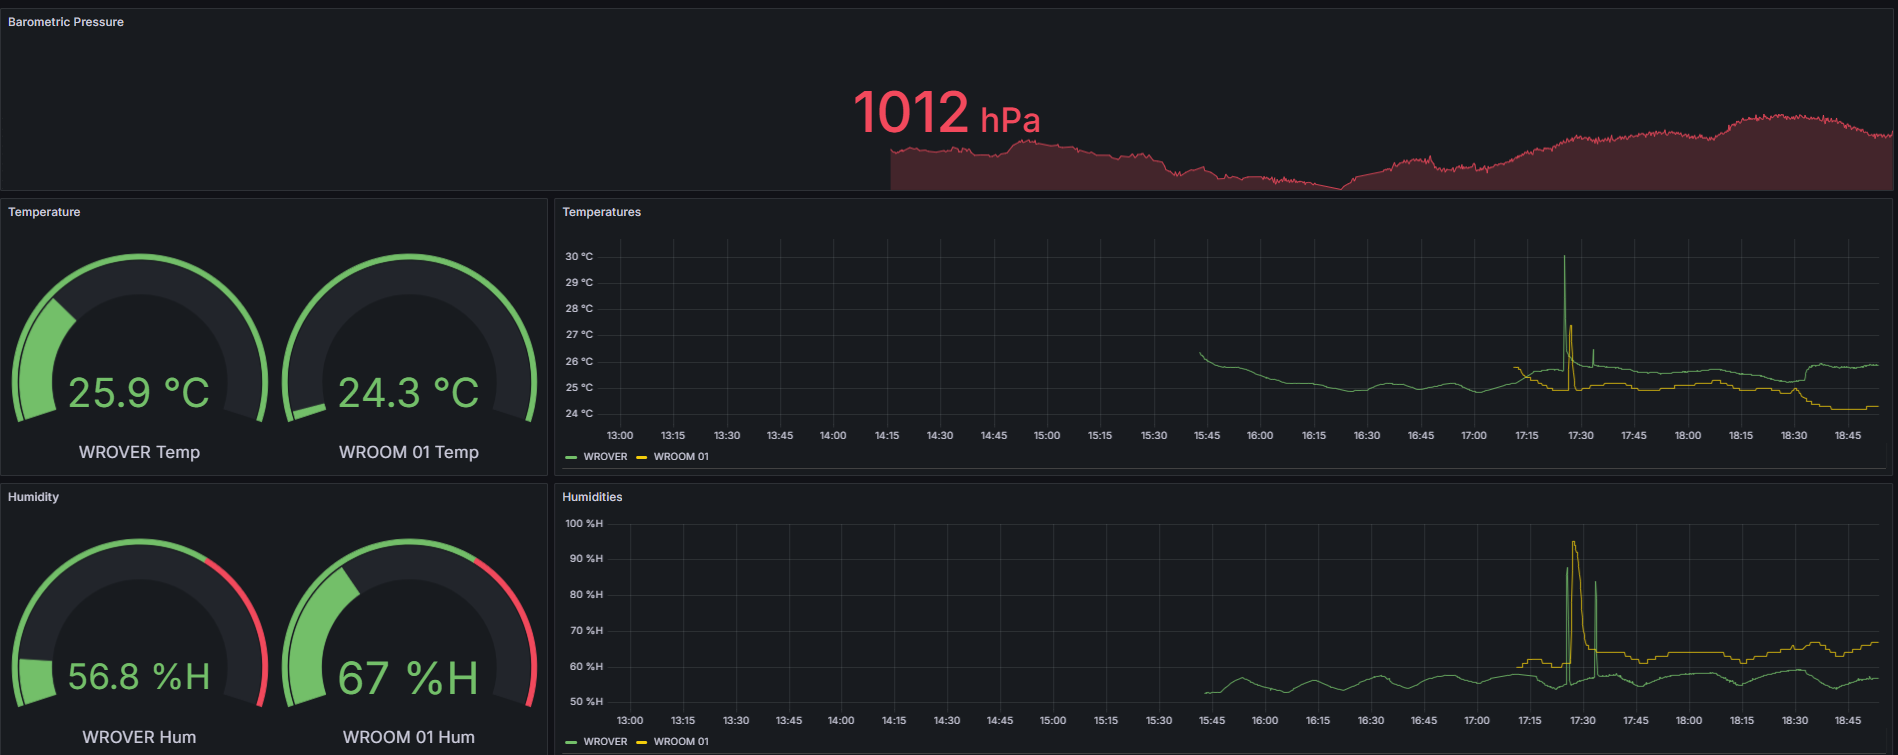 Barometric Pressure
1012 hPa
Temperature
25.9 °C
24.3 °C
WROVER Temp
WROOM 01 Temp
Temperatures
30 °C
29 °C
28 °C
27 °C
26 °C
25 °C
24 °C
13:00 13:15 13:30 13:45 14:00 14:15 14:30 14:45 15:00 15:15 15:30 15:45 16:00 16:15 16:30 16:45 17:00 17:15 17:30 17:45 18:00 18:15 18:30 18:45
WROVER WROOM 01
Humidity
56.8 %H
67 %H
WROVER Hum
WROOM 01 Hum
Humidities
100 %H
90 %H
80 %H
70 %H
60 %H
50 %H
13:00 13:15 13:30 13:45 14:00 14:15 14:30 14:45 15:00 15:15 15:30 15:45 16:00 16:15 16:30 16:45 17:00 17:15 17:30 17:45 18:00 18:15 18:30 18:45
WROVER WROOM 01